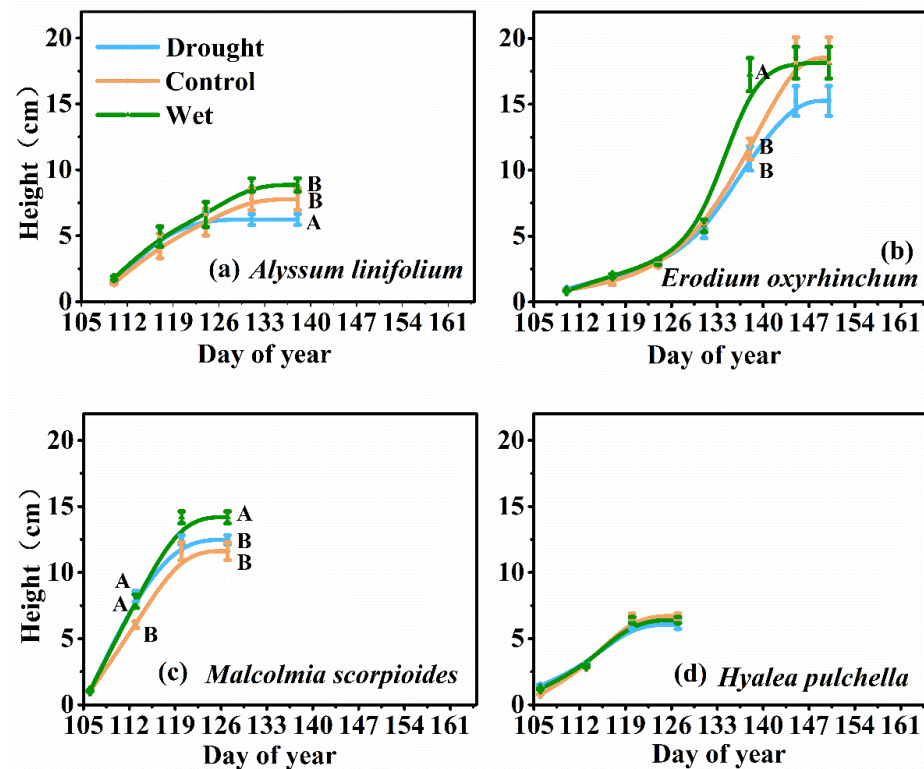 20
15
10
5
0
Height（cm）
Drought
Control
Wet
B
B
A
(a) Alyssum linifolium
105 112 119 126 133 140 147 154 161
Day of year
20
15
10
5
0
A
B
B
(b)
Erodium oxyrhinchum
105 112 119 126 133 140 147 154 161
Day of year
20
15
10
5
0
Height（cm）
A
A
B
A
B
B
(c) Malcolmia scorpioides
105 112 119 126 133 140 147 154 161
Day of year
20
15
10
5
0
(d) Hyalea pulchella
105 112 119 126 133 140 147 154 161
Day of year